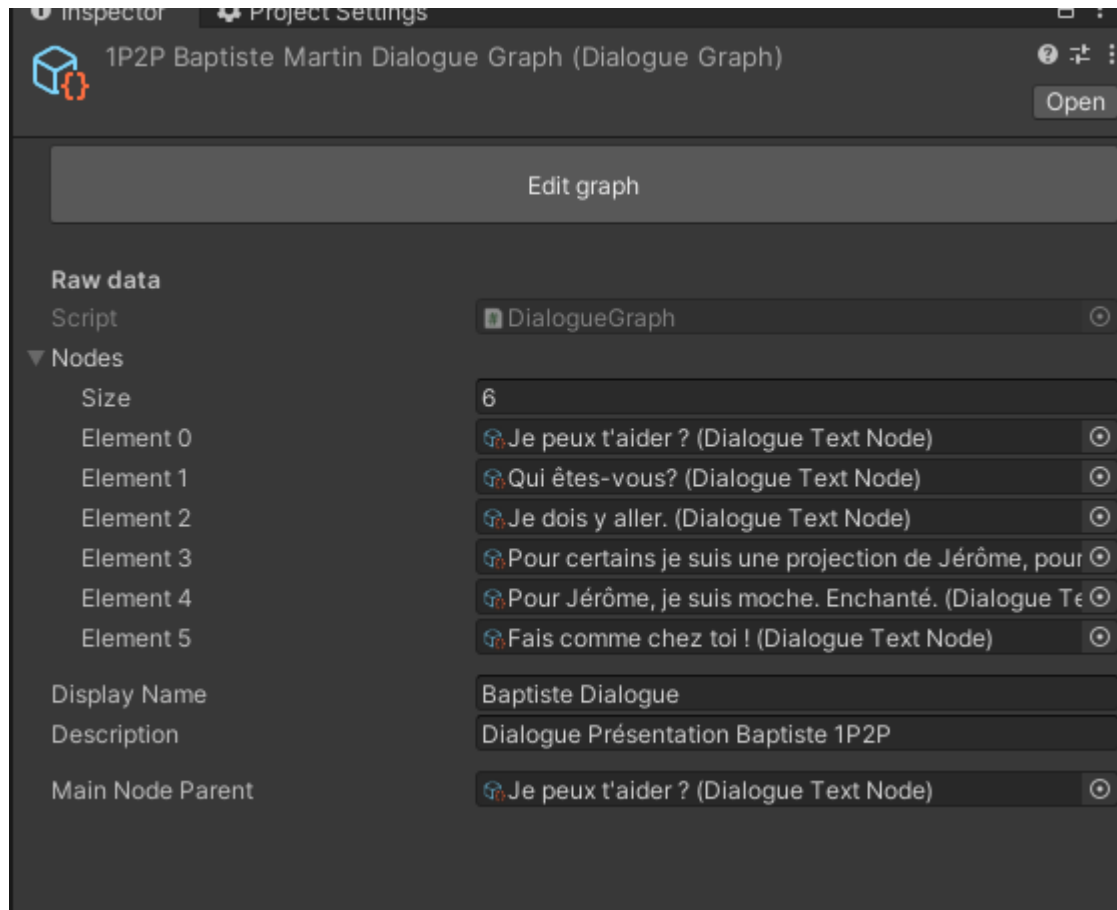 Inspector Project Settings
1P2P Baptiste Martin Dialogue Graph (Dialogue Graph)
Open
Edit graph
Raw data
Script DialogueGraph
Nodes
Size 6
Element 0 Je peux t'aider ? (Dialogue Text Node)
Element 1 Qui êtes-vous? (Dialogue Text Node)
Element 2 Je dois y aller. (Dialogue Text Node)
Element 3 Pour certains je suis une projection de Jérôme, pour
Element 4 Pour Jérôme, je suis moche. Enchanté. (Dialogue Te
Element 5 Fais comme chez toi ! (Dialogue Text Node)
Display Name Baptiste Dialogue
Description Dialogue Présentation Baptiste 1P2P
Main Node Parent Je peux t'aider ? (Dialogue Text Node)